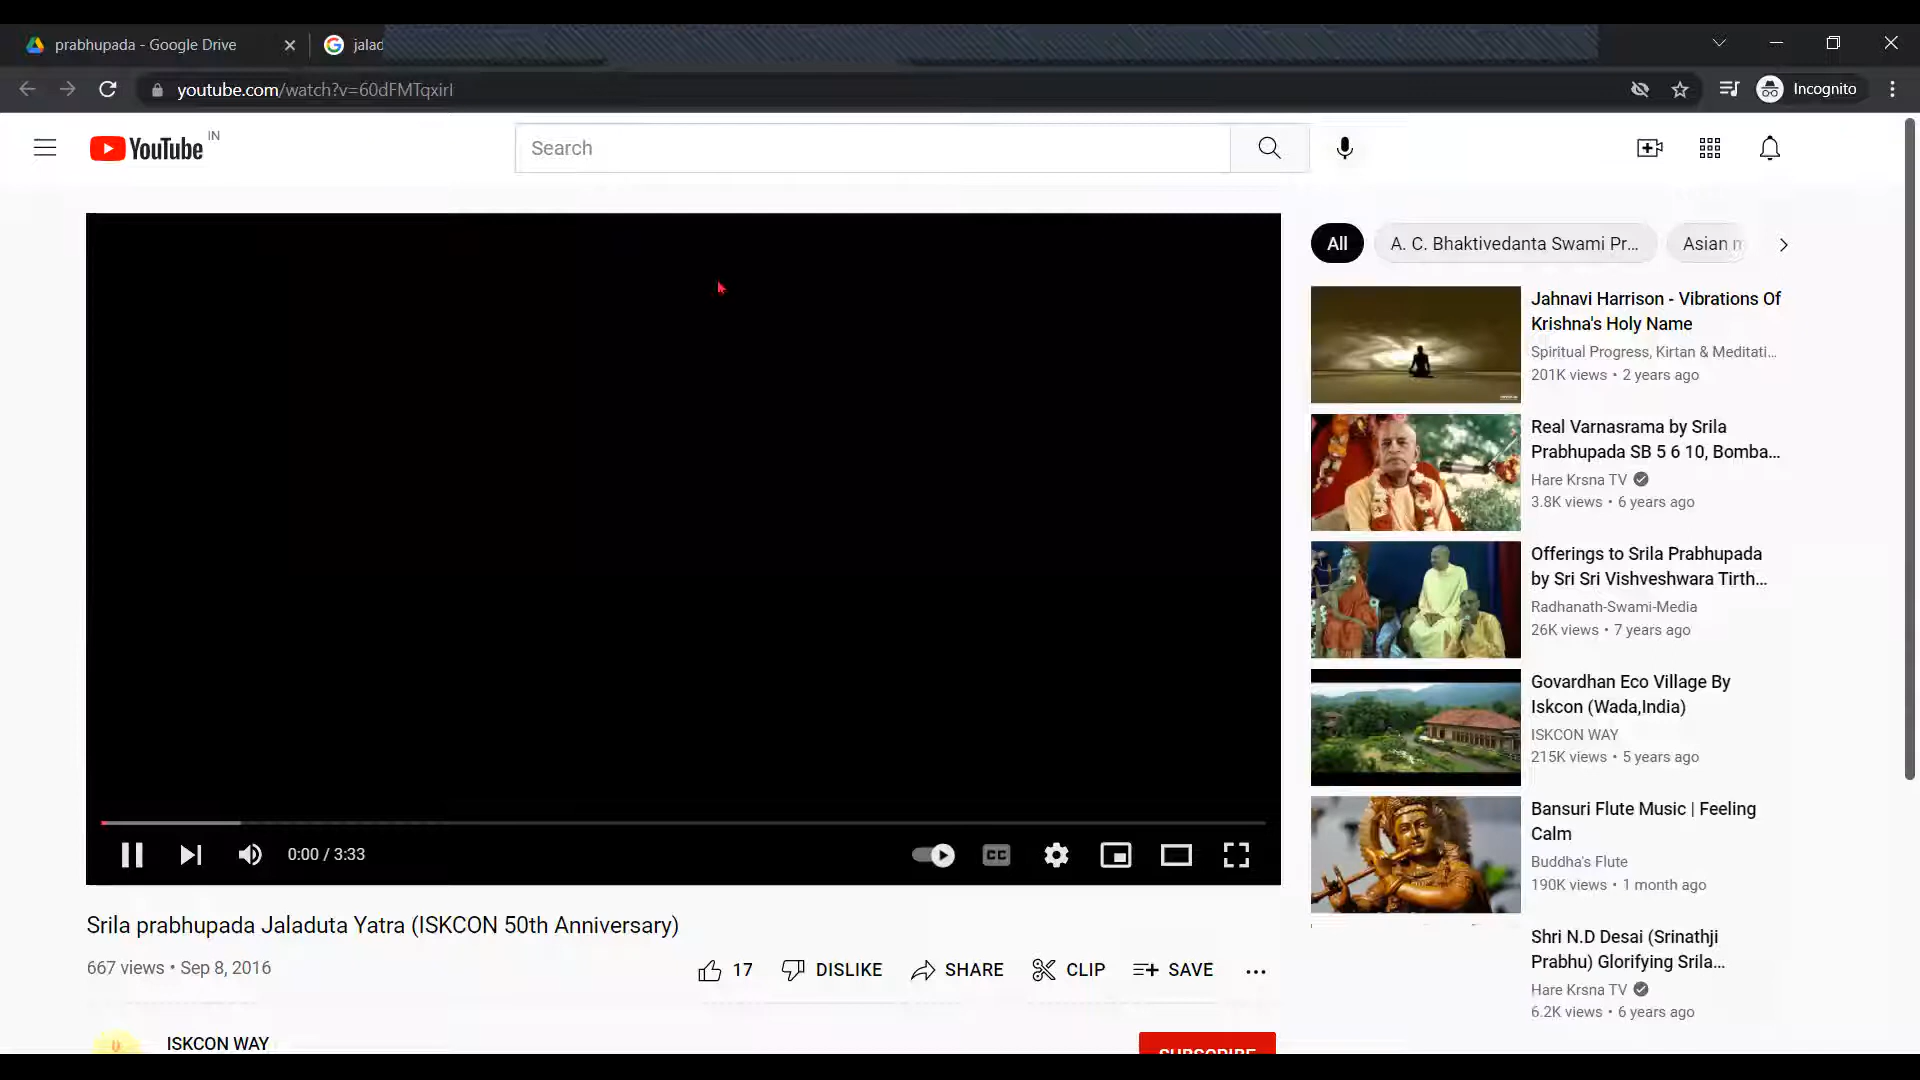 prabhupada - Google Drive
jalad
youtube.com/watch?v=60dFMTqxirI
Incognito
YouTube IN
Search
All
A. C. Bhaktivedanta Swami Pr...
Asian m
Jahnavi Harrison - Vibrations Of
Krishna's Holy Name
Spiritual Progress, Kirtan & Meditati...
201K views • 2 years ago
Real Varnasrama by Srila
Prabhupada SB 5 6 10, Bomba...
Hare Krsna TV
3.8K views • 6 years ago
Offerings to Srila Prabhupada
by Sri Sri Vishveshwara Tirth...
Radhanath-Swami-Media
26K views • 7 years ago
Govardhan Eco Village By
Iskcon (Wada,India)
ISKCON WAY
215K views • 5 years ago
Bansuri Flute Music | Feeling
Calm
Buddha's Flute
190K views • 1 month ago
Shri N.D Desai (Srinathji
Prabhu) Glorifying Srila...
Hare Krsna TV
6.2K views • 6 years ago
0:00 / 3:33
CC
Srila prabhupada Jaladuta Yatra (ISKCON 50th Anniversary)
667 views • Sep 8, 2016
17 DISLIKE SHARE CLIP SAVE
ISKCON WAY
SUBSCRIBE